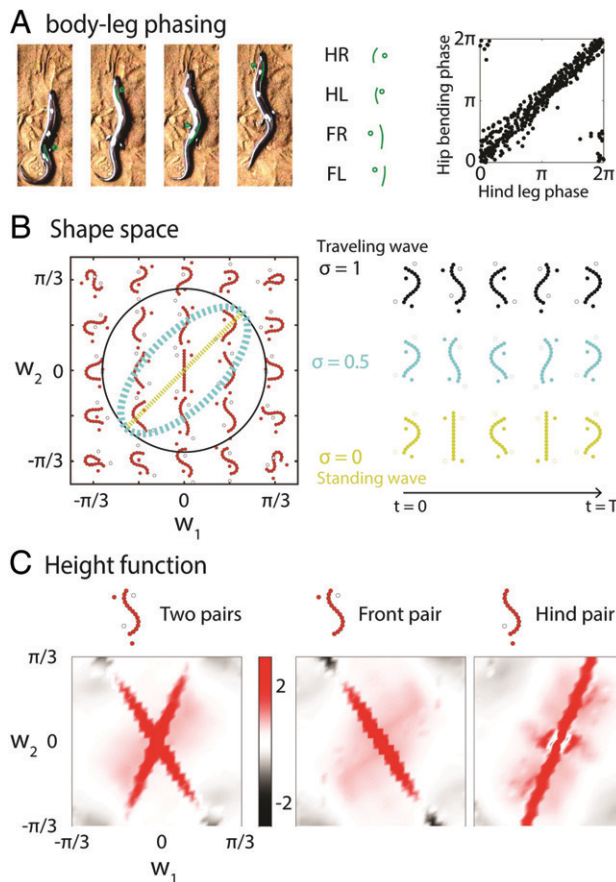 A body-leg phasing
HR
HL
FR
FL
Hip bending phase
2π
π
0
0 π 2π
Hind leg phase
B Shape space
π/3
W2 0
-π/3
-π/3 0 π/3
W1
Traveling wave
σ = 1
σ = 0.5
σ = 0
Standing wave
t = 0 t = T
C Height function
Two pairs
Front pair
Hind pair
π/3
W2 0
-π/3
-π/3 0 π/3
W1
2
-2